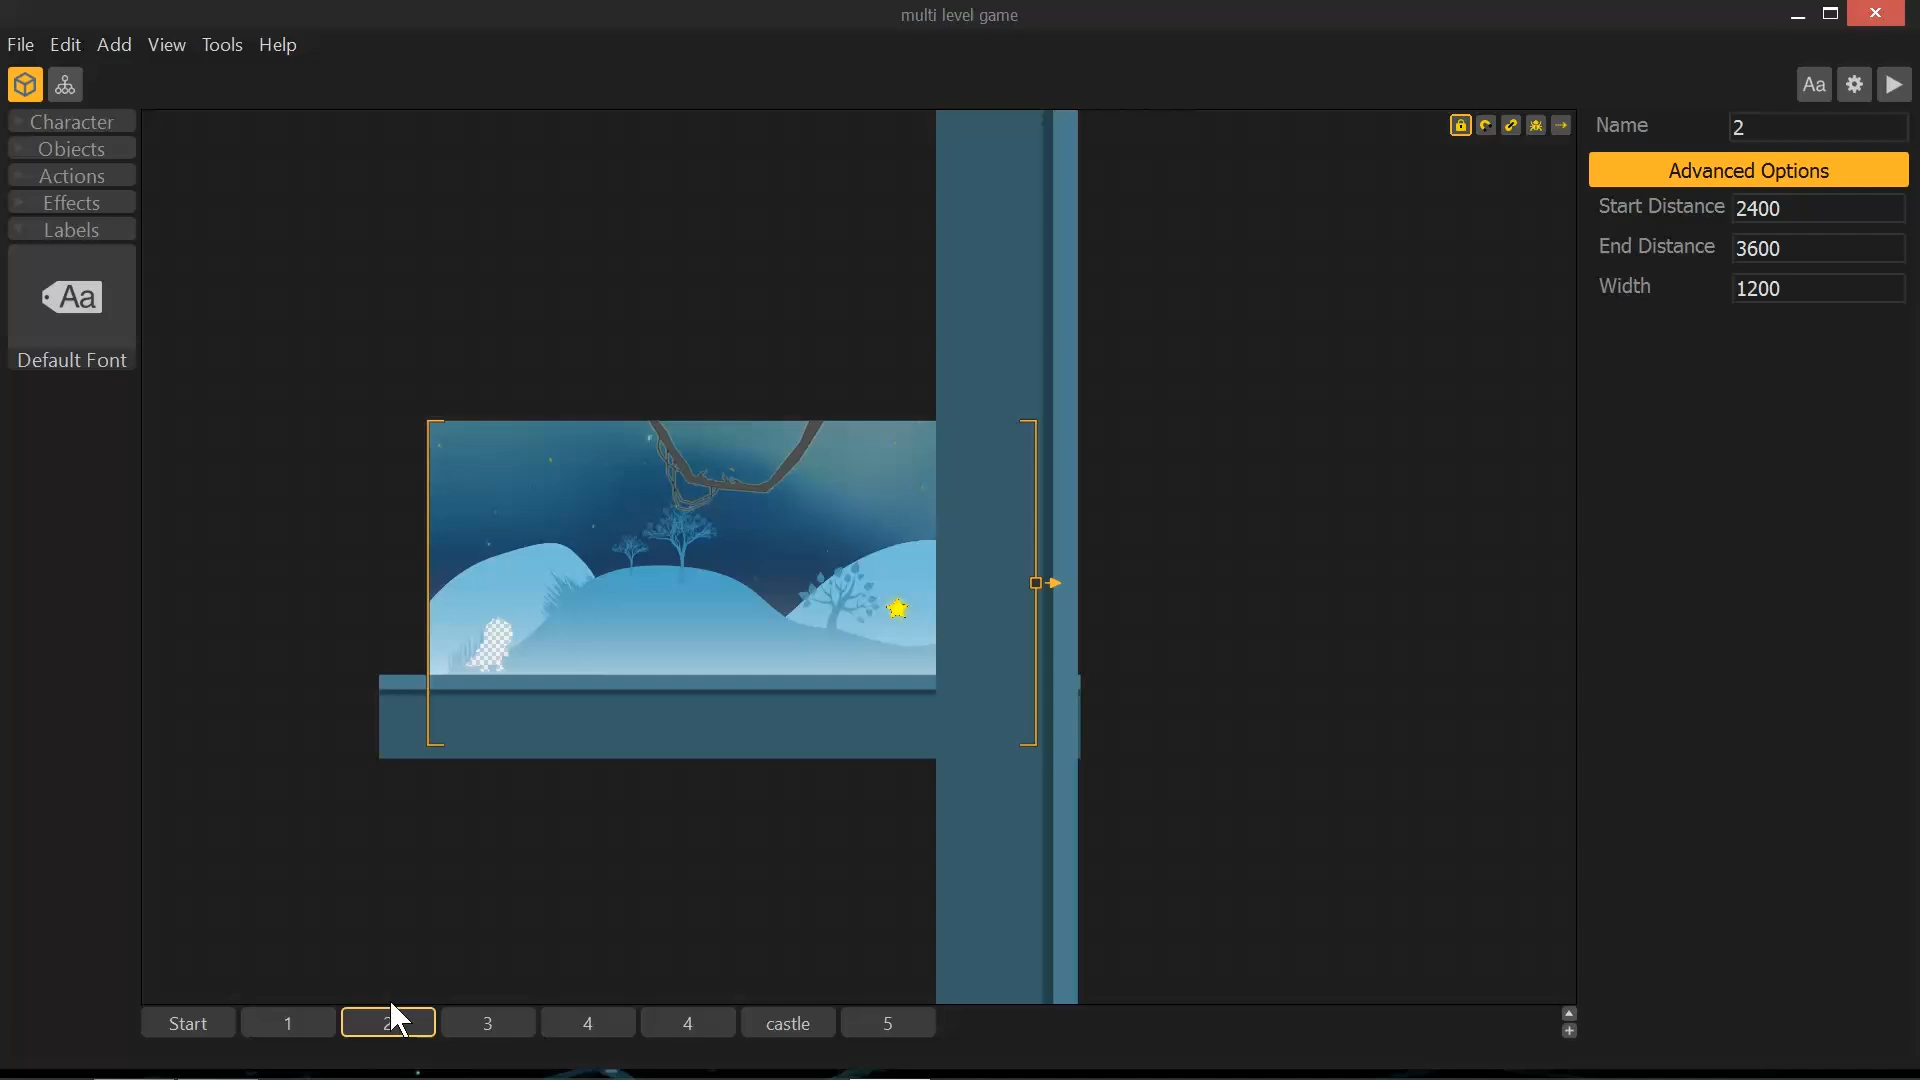 multi level game
File Edit Add View Tools Help
Aa
Character
Objects
Actions
Effects
Labels
Aa
Default Font
Name 2
Advanced Options
Start Distance 2400
End Distance 3600
Width 1200
Start 1 2 3 4 4 castle 5